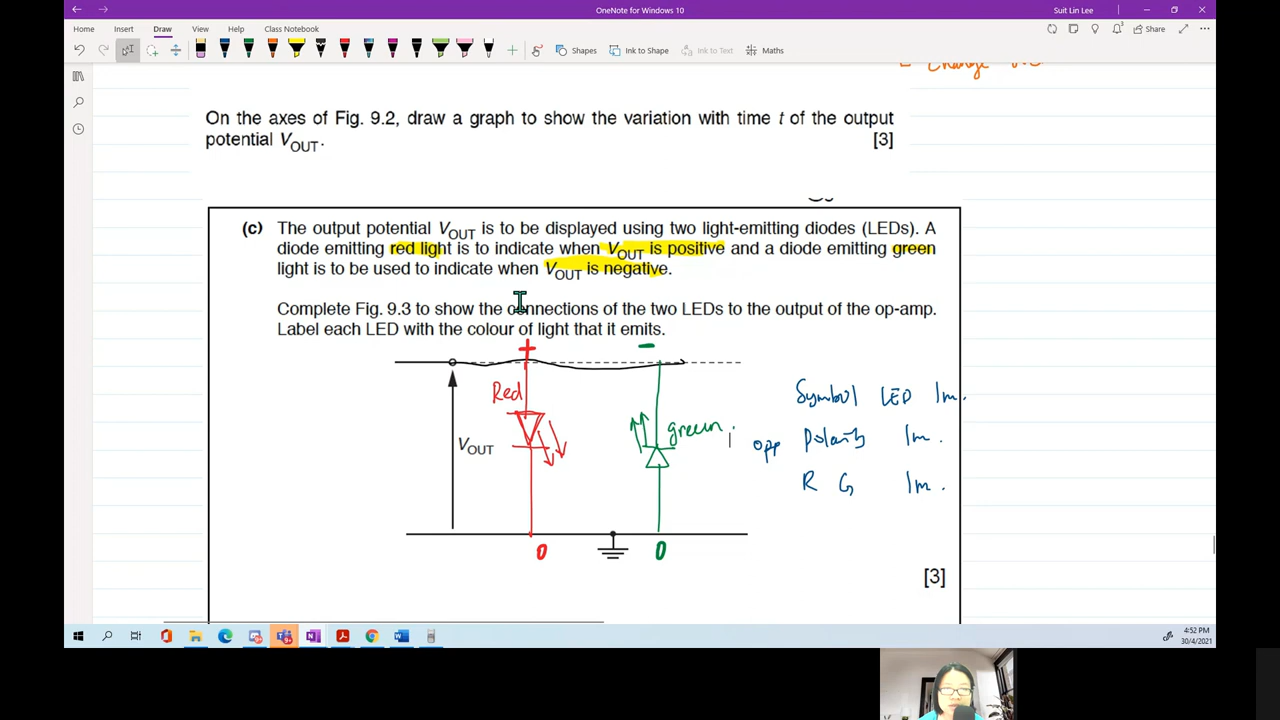 OneNote for Windows 10
Suit Lin Lee
Home Insert Draw View Help Class Notebook
Share
Shapes Ink to Shape Ink to Text Maths
On the axes of Fig. 9.2, draw a graph to show the variation with time t of the output
potential VOUT. [3]
(c) The output potential VOUT is to be displayed using two light-emitting diodes (LEDs). A
diode emitting red light is to indicate when VOUT is positive and a diode emitting green
light is to be used to indicate when VOUT is negative.
Complete Fig. 9.3 to show the connections of the two LEDs to the output of the op-amp.
Label each LED with the colour of light that it emits.
+ -
Red
VOUT
green.
Symbol LED 1m.
opp Polarity 1m.
R G 1m.
0 0
[3]
4:52 PM
30/4/2021